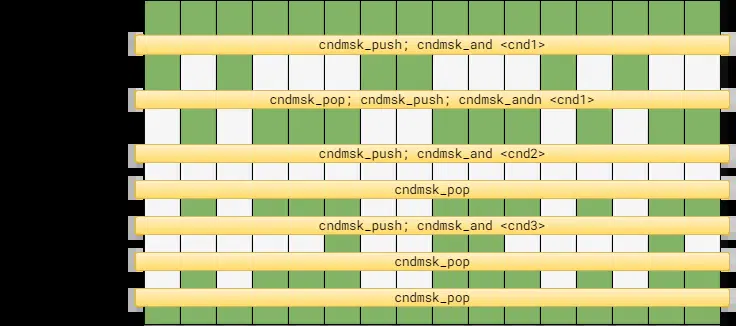 cndmsk_push; cndmsk_and <cnd1>
cndmsk_pop; cndmsk_push; cndmsk_andn <cnd1>
cndmsk_push; cndmsk_and <cnd2>
cndmsk_pop
cndmsk_push; cndmsk_and <cnd3>
cndmsk_pop
cndmsk_pop